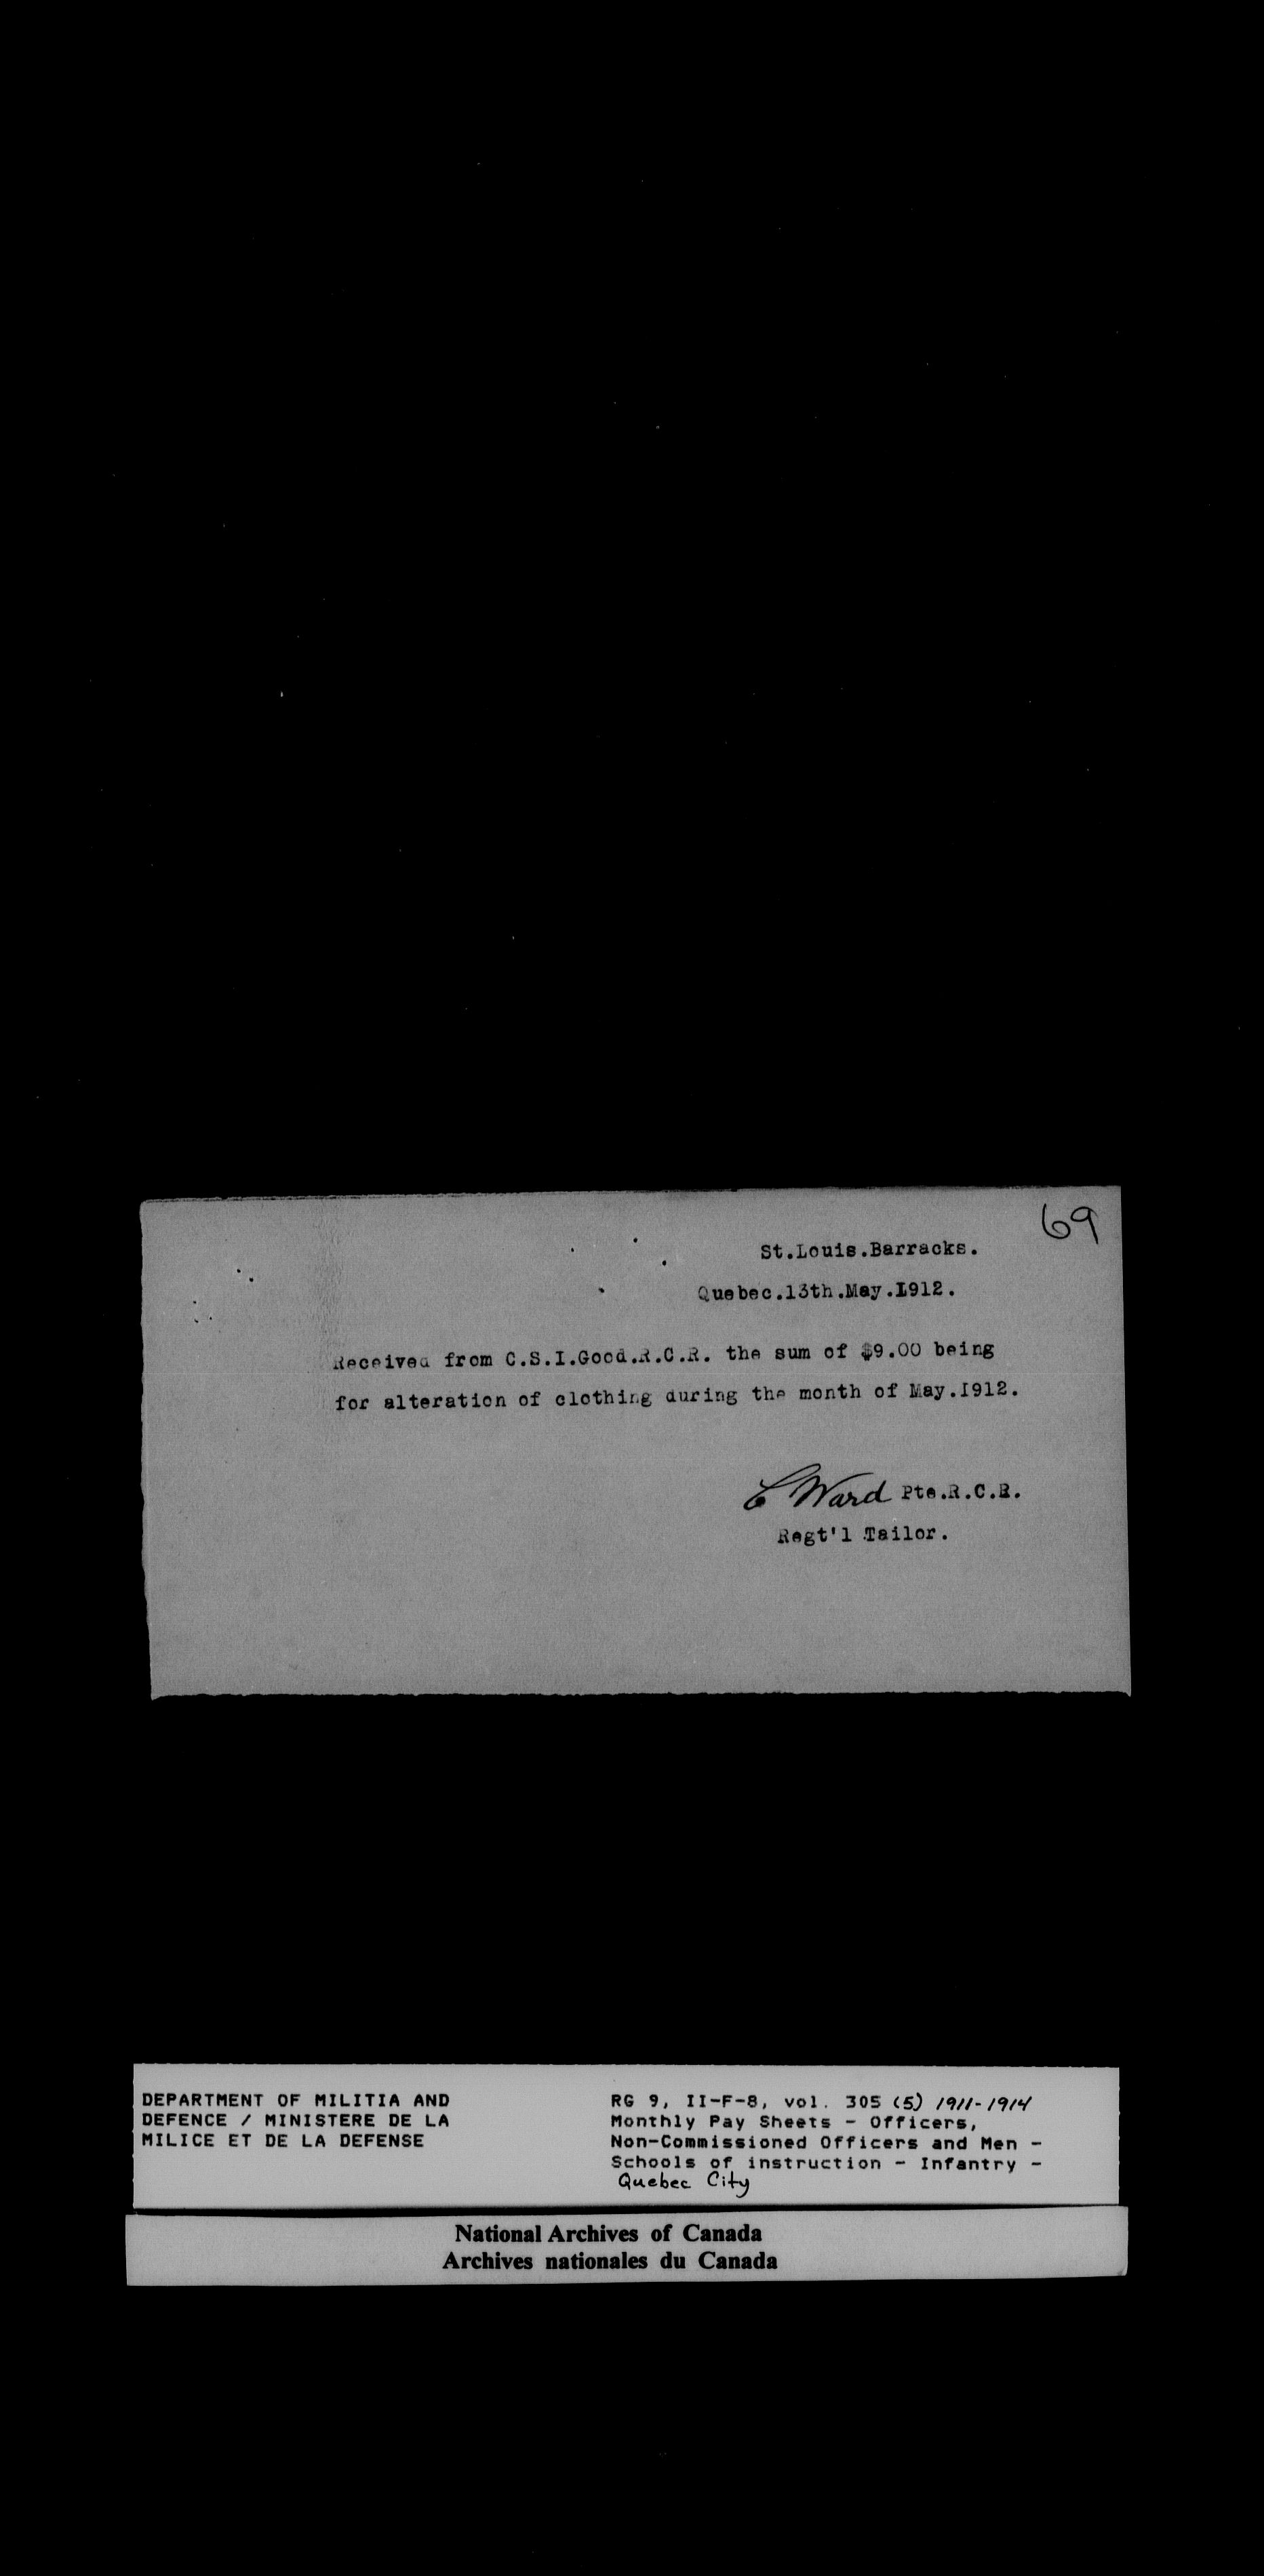 69
St.Louis.Barracks.
Quebec.13th.May.I912.
Received from C.S.I.Good.R.C.R. the sum of $9.00 being
for alteration of clothing during the month of May.I912.
C Ward Pte.R.C.R.
Regt'l Tailor.
DEPARTMENT OF MILITIA AND
DEFENCE / MINISTERE DE LA
MILICE ET DE LA DEFENSE
RG 9, II-F-8, vol. 305 (5) 1911-1914
Monthly Pay Sheets - Officers,
Non-Commissioned Officers and Men -
Schools of instruction - Infantry -
Quebec City
National Archives of Canada
Archives nationales du Canada